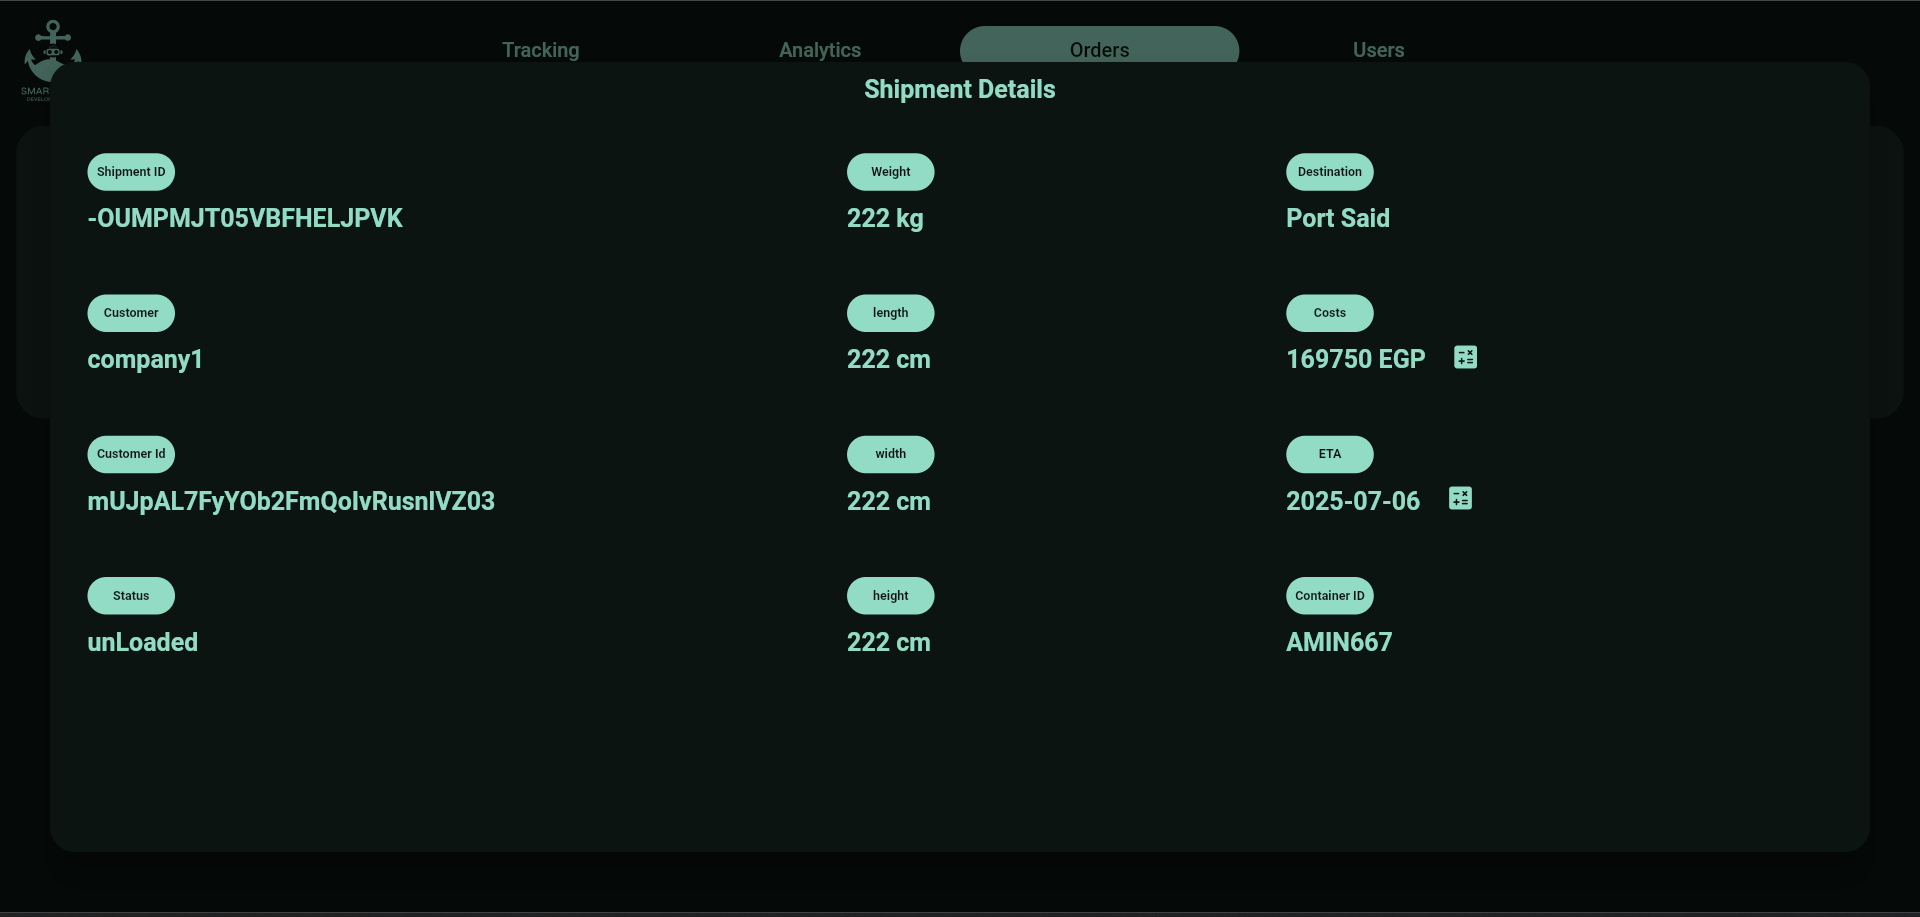 Tracking
Analytics
Orders
Users
SMAR
DEVELO
Shipment Details
Shipment ID
-OUMPMJT05VBFHELJPVK
Weight
222 kg
Destination
Port Said
Customer
company1
length
222 cm
Costs
169750 EGP
Customer Id
mUJpAL7FyYOb2FmQoIvRusnIVZ03
width
222 cm
ETA
2025-07-06
Status
unLoaded
height
222 cm
Container ID
AMIN667